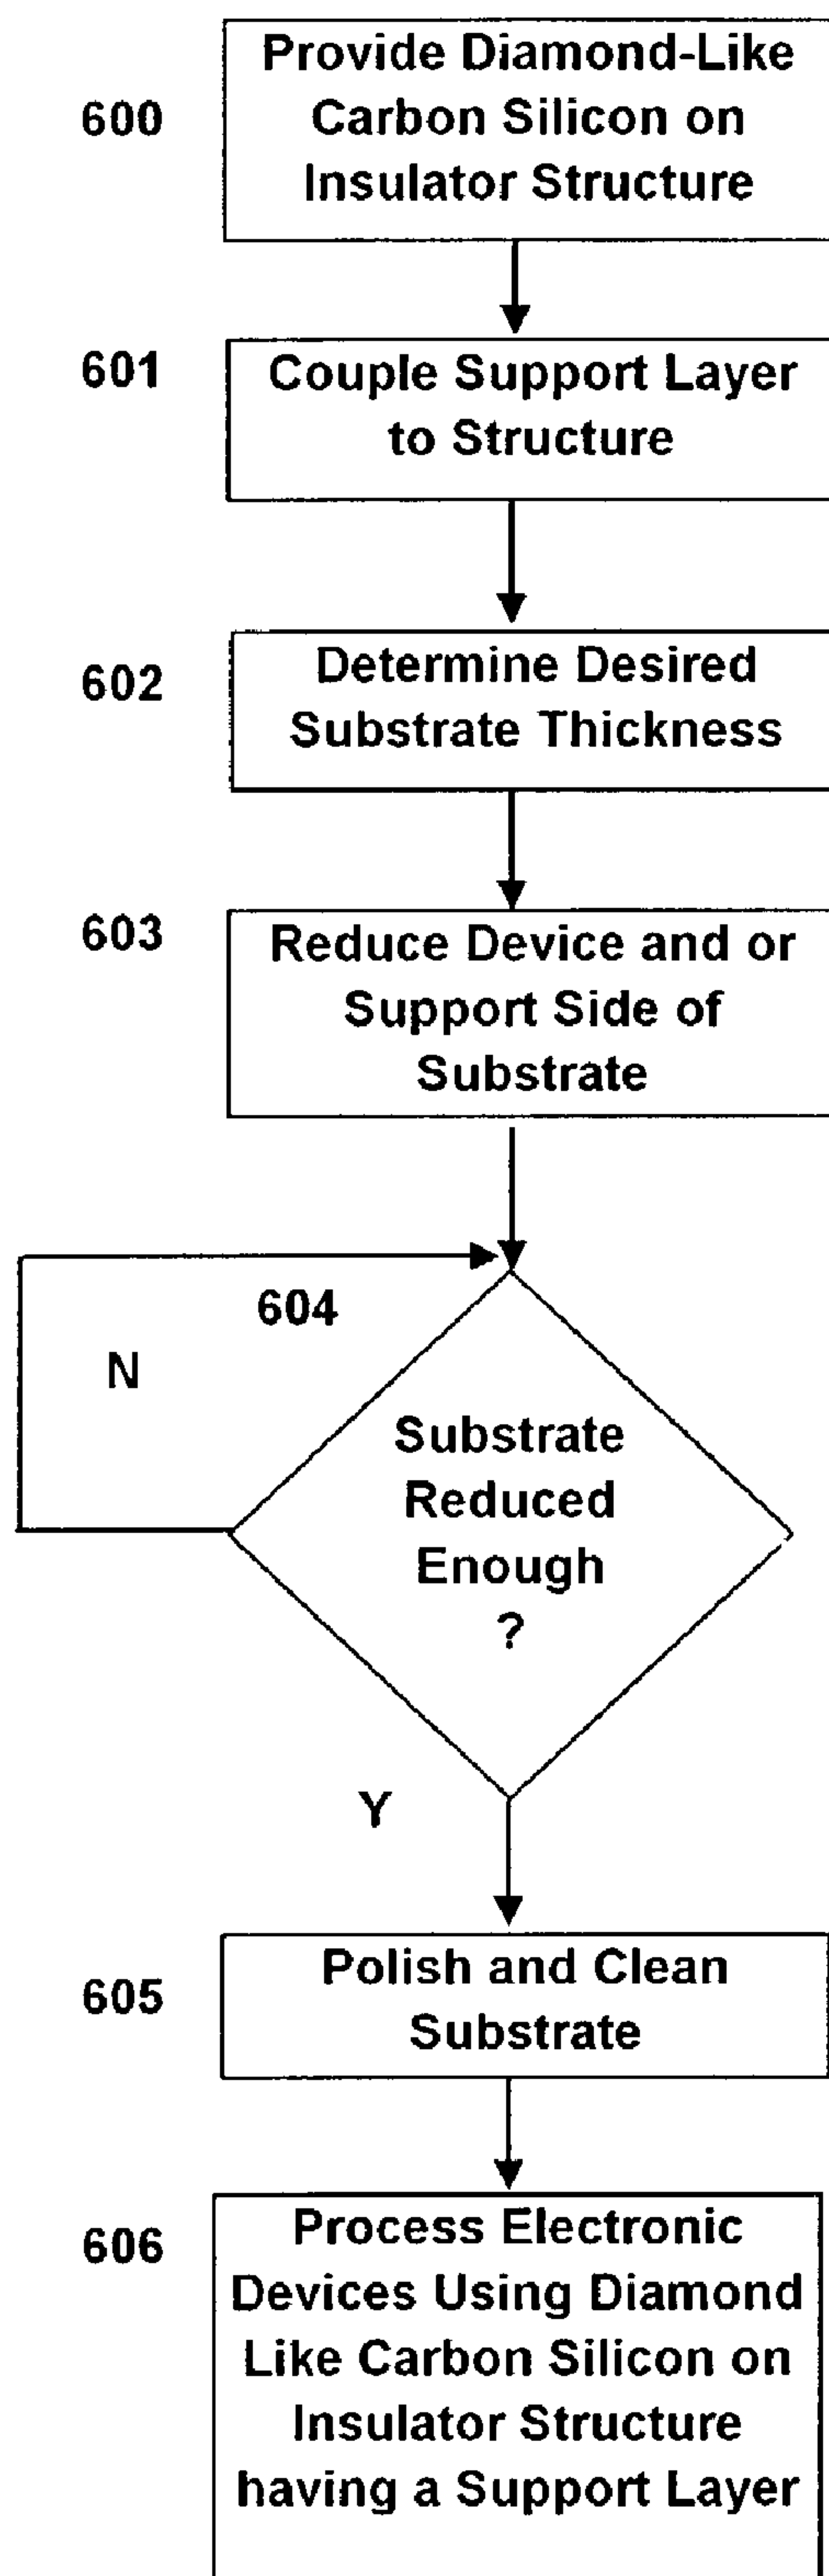 600
Provide Diamond-Like
Carbon Silicon on
Insulator Structure
601
Couple Support Layer
to Structure
602
Determine Desired
Substrate Thickness
603
Reduce Device and or
Support Side of
Substrate
604
N
Substrate
Reduced
Enough
?
Y
605
Polish and Clean
Substrate
606
Process Electronic
Devices Using Diamond
Like Carbon Silicon on
Insulator Structure
having a Support Layer